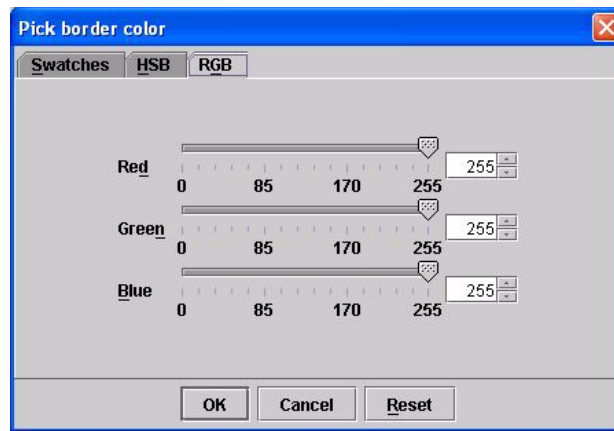 Pick border color
Swatches HSB RGB
Red 255
0 85 170 255
Green 255
0 85 170 255
Blue 255
0 85 170 255
OK Cancel Reset